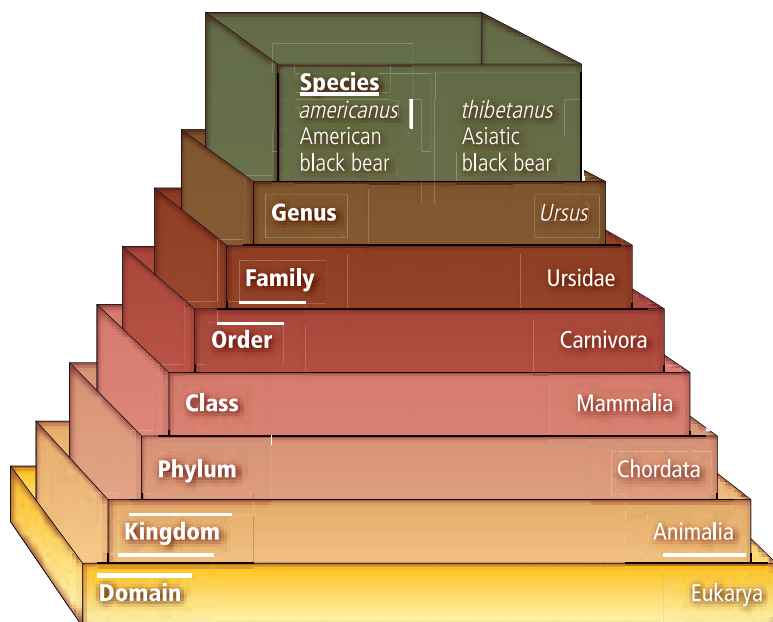 Species
americanus thibetanus
American Asiatic
black bear black bear
Genus Ursus
Family Ursidae
Order Carnivora
Class Mammalia
Phylum Chordata
Kingdom Animalia
Domain Eukarya